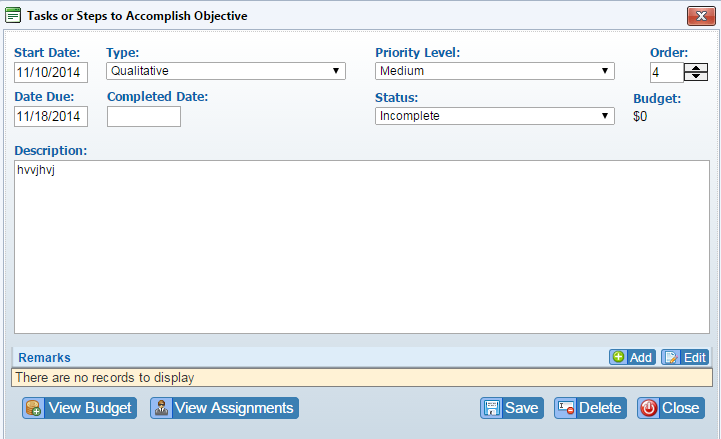 Tasks or Steps to Accomplish Objective
Start Date: Type: Priority Level: Order:
11/10/2014 Qualitative Medium 4
Date Due: Completed Date: Status: Budget:
11/18/2014 Incomplete $0
Description:
hvvjhvj
Remarks Add Edit
There are no records to display
View Budget View Assignments Save Delete Close